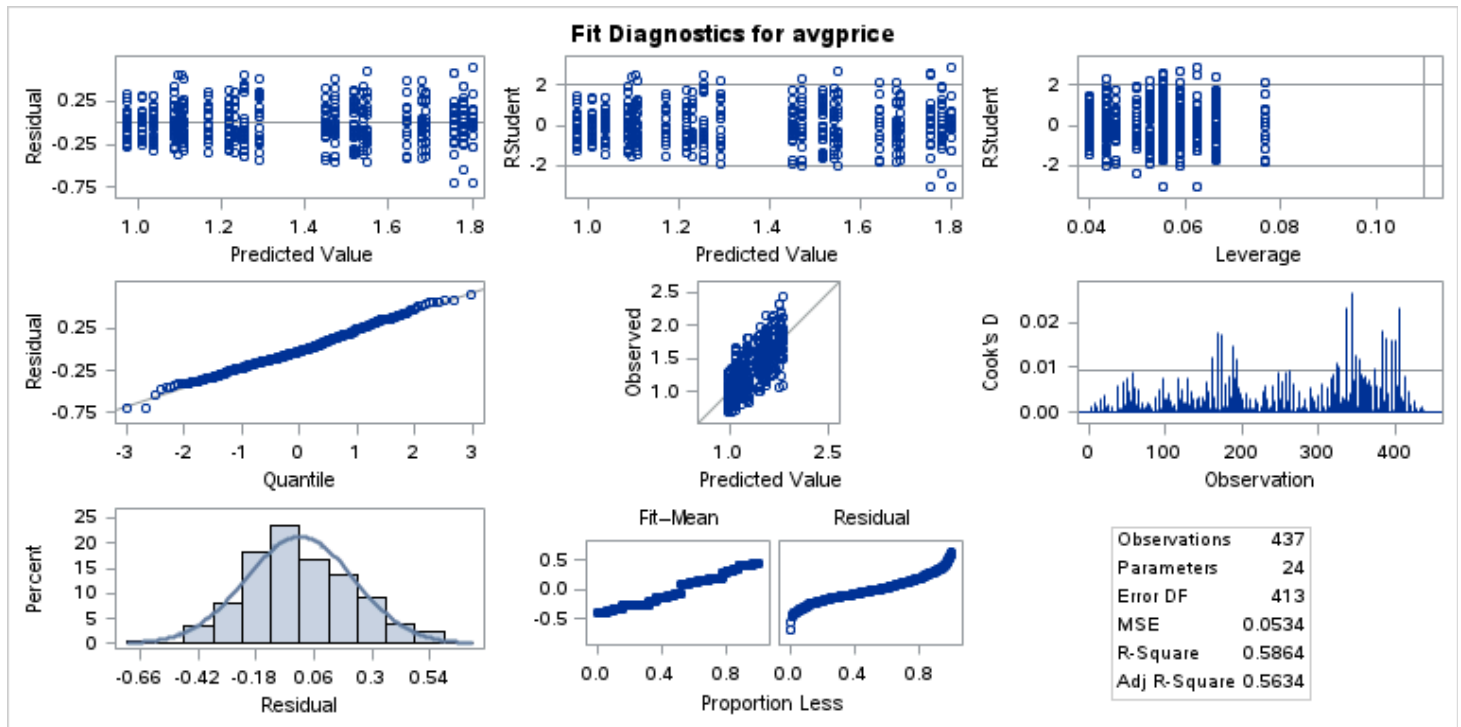 Fit Diagnostics for avgprice
Residual
0.25
-0.25
-0.75
1.0 1.2 1.4 1.6 1.8
Predicted Value
RStudent
2
0
-2
1.0 1.2 1.4 1.6 1.8
Predicted Value
RStudent
2
0
-2
0.04 0.06 0.08 0.10
Leverage
Residual
0.25
-0.25
-0.75
-3 -2 -1 0 1 2 3
Quantile
Observed
2.5
2.0
1.5
1.0
1.0 2.5
Predicted Value
Cook's D
0.02
0.01
0.00
0 100 200 300 400
Observation
Percent
25
20
15
10
5
0
-0.66 -0.42 -0.18 0.06 0.3 0.54
Residual
Fit–Mean Residual
0.5
0.0
-0.5
0.0 0.4 0.8 0.0 0.4 0.8
Proportion Less
Observations 437
Parameters 24
Error DF 413
MSE 0.0534
R-Square 0.5864
Adj R-Square 0.5634